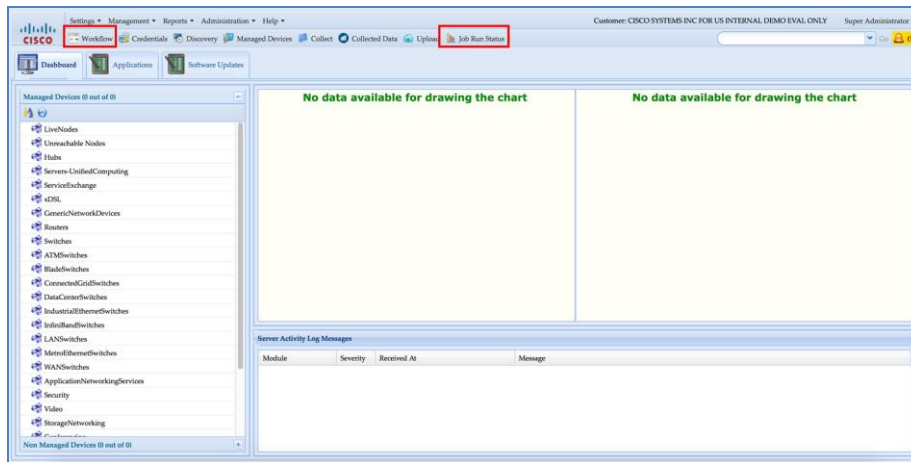 Settings Management Reports Administration Help Customer: CISCO SYSTEMS INC FOR US INTERNAL DEMO EVAL ONLY Super Administrator
CISCO Workflow Credentials Discovery Managed Devices Collect Collected Data Upload Job Run Status Go
Dashboard Applications Software Updates
Managed Devices (0 out of 0)
LiveNodes
Unreachable Nodes
Hubs
Servers-UnifiedComputing
ServiceExchange
xDSL
GenericNetworkDevices
Routers
Switches
ATMSwitches
BladeSwitches
ConnectedGridSwitches
DataCenterSwitches
IndustrialEthernetSwitches
InfiniBandSwitches
LANSwitches
MetroEthernetSwitches
WANSwitches
ApplicationNetworkingServices
Security
Video
StorageNetworking
Non Managed Devices (0 out of 0)
No data available for drawing the chart
No data available for drawing the chart
Server Activity Log Messages
Module Severity Received At Message